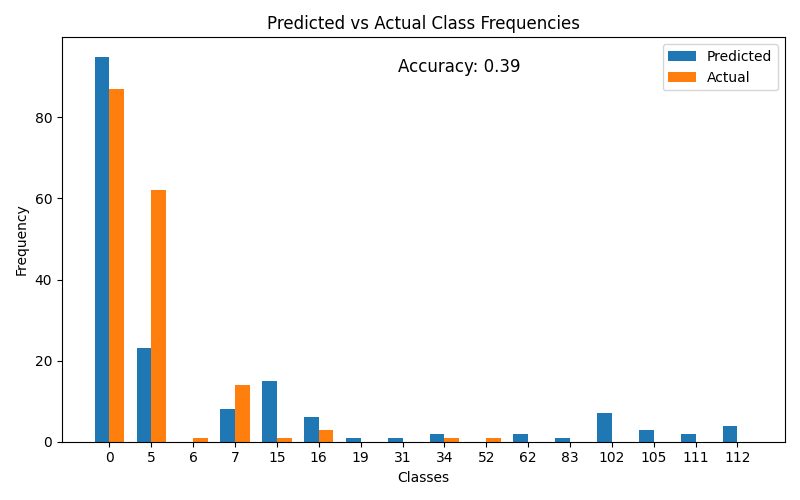 Predicted vs Actual Class Frequencies
Accuracy: 0.39
Predicted
Actual
Frequency
80
60
40
20
0
0 5 6 7 15 16 19 31 34 52 62 83 102 105 111 112
Classes